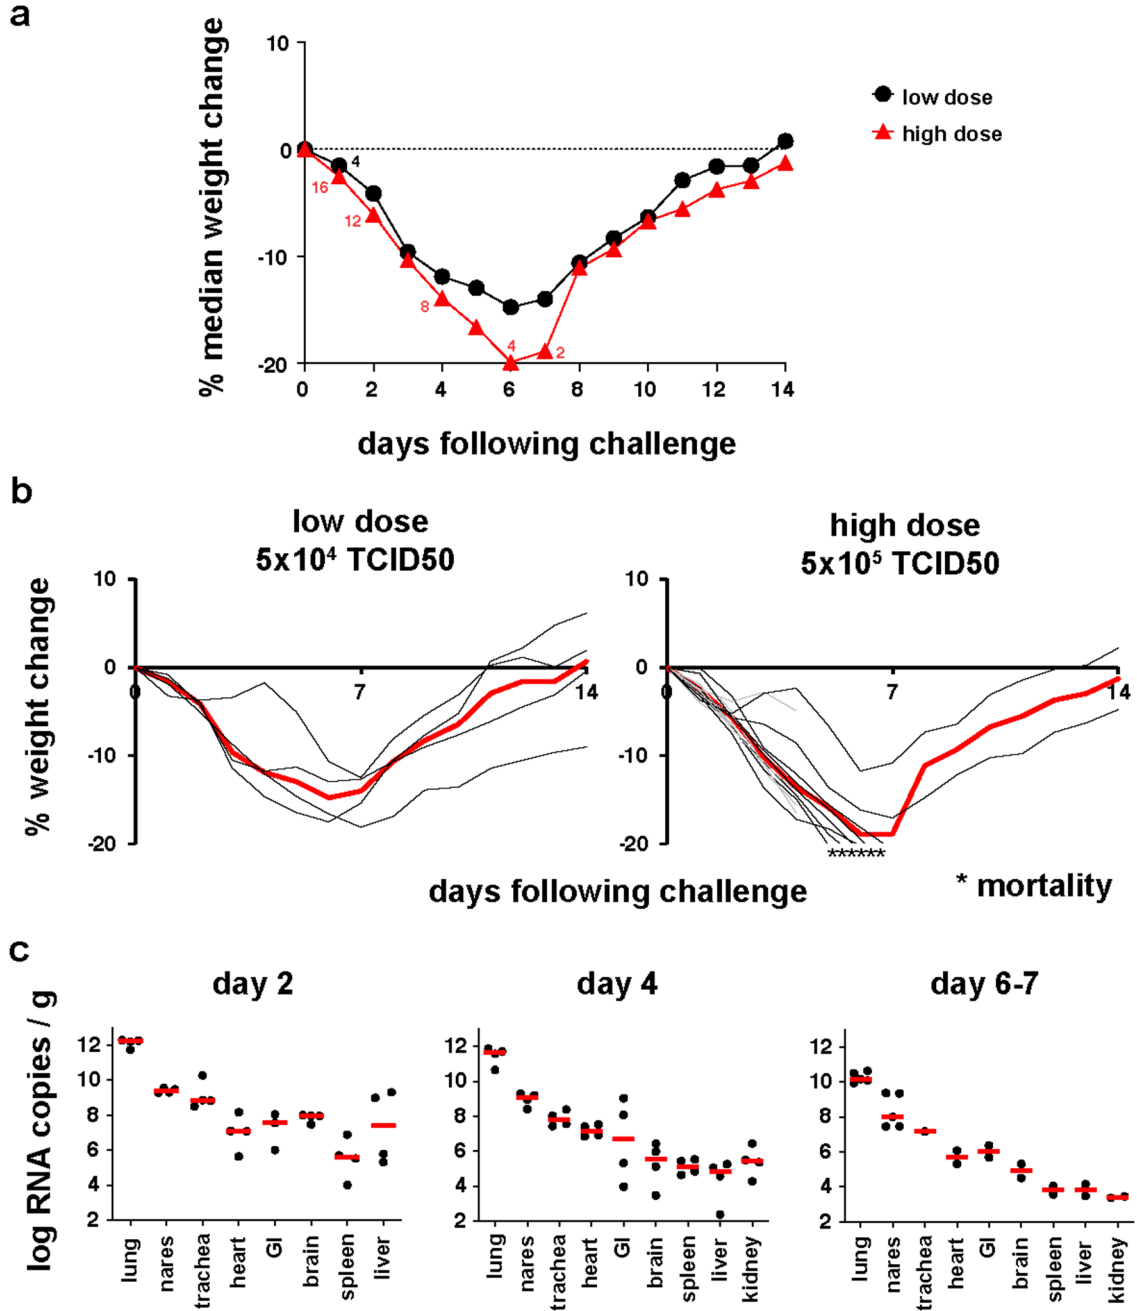 a
% median weight change
10
0
-10
-20
0 2 4 6 8 10 12 14
4
16
12
8
4
2
low dose
high dose
days following challenge
b
low dose
5x10⁴ TCID50
high dose
5x10⁵ TCID50
% weight change
10
0
-10
-20
0 7 14
10
0
-10
-20
0 7 14
******
days following challenge
* mortality
c
log RNA copies / g
day 2
12
10
8
6
4
2
lung nares trachea heart GI brain spleen liver
day 4
12
10
8
6
4
2
lung nares trachea heart GI brain spleen liver kidney
day 6-7
12
10
8
6
4
2
lung nares trachea heart GI brain spleen liver kidney